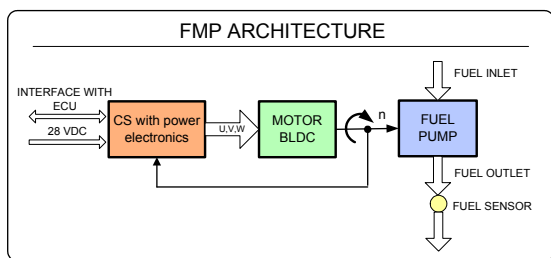 FMP ARCHITECTURE
INTERFACE WITH
ECU
28 VDC
CS with power
electronics
U,V,W
MOTOR
BLDC
n
FUEL INLET
FUEL
PUMP
FUEL OUTLET
FUEL SENSOR